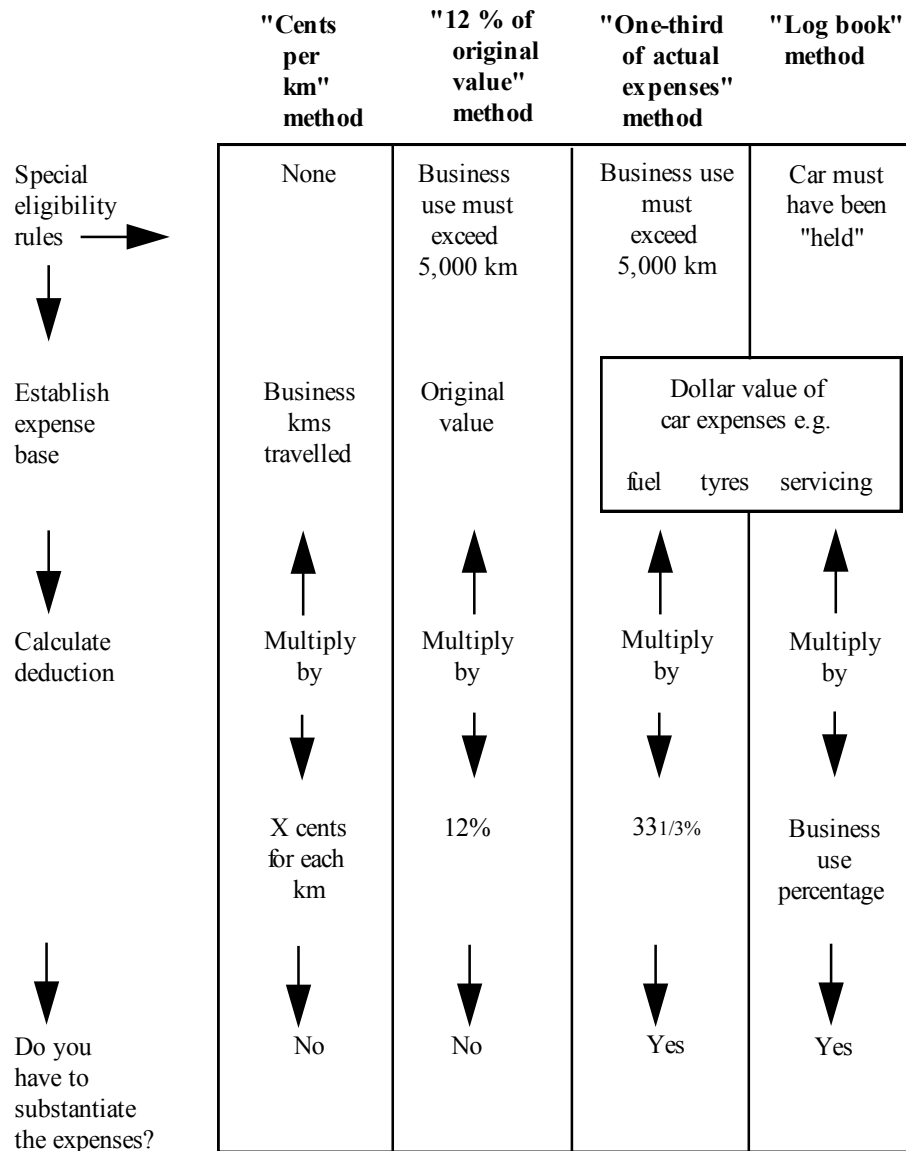 "Cents
per
km"
method
"12 % of
original
value"
method
"One-third
of actual
expenses"
method
"Log book"
method
Special
eligibility
rules
None
Business
use must
exceed
5,000 km
Business use
must
exceed
5,000 km
Car must
have been
"held"
Establish
expense
base
Business
kms
travelled
Original
value
Dollar value of
car expenses e.g.
fuel tyres servicing
Calculate
deduction
Multiply
by
Multiply
by
Multiply
by
Multiply
by
X cents
for each
km
12%
331/3%
Business
use
percentage
Do you
have to
substantiate
the expenses?
No
No
Yes
Yes